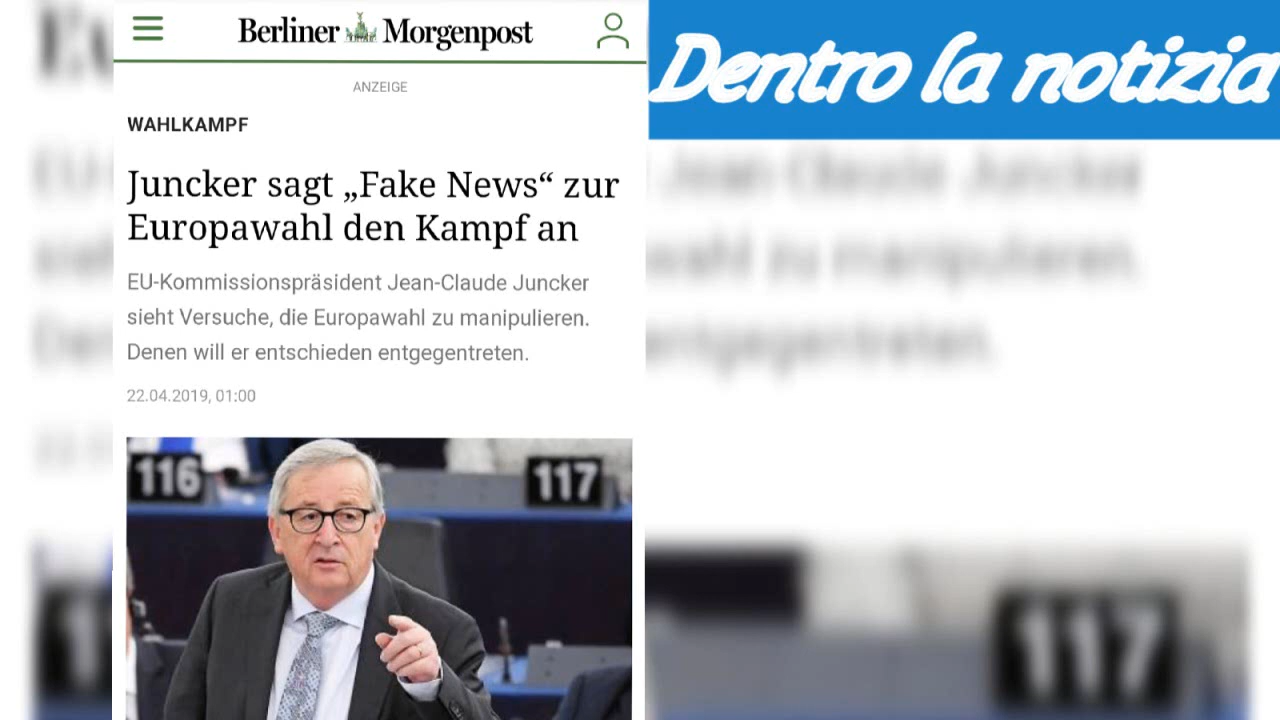 Berliner Morgenpost
Dentro la notizia
ANZEIGE
WAHLKAMPF
Juncker sagt „Fake News“ zur
Europawahl den Kampf an
EU-Kommissionspräsident Jean-Claude Juncker
sieht Versuche, die Europawahl zu manipulieren.
Denen will er entschieden entgegentreten.
22.04.2019, 01:00
116
117
117